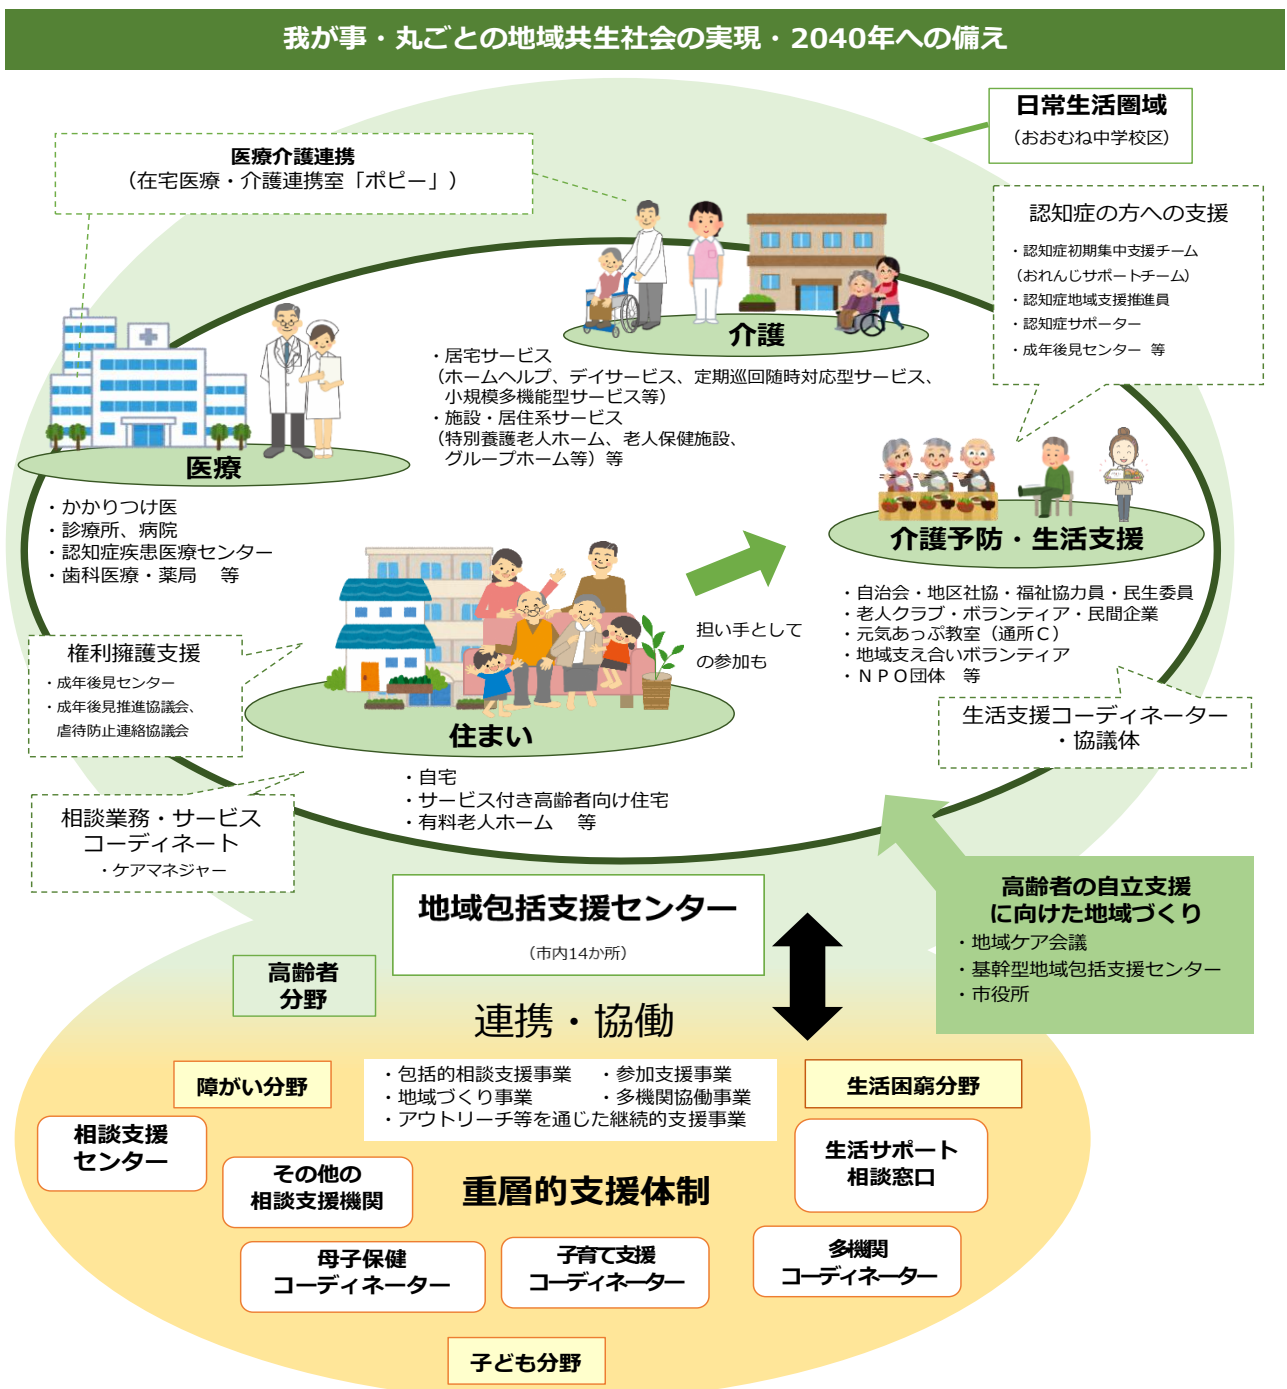 我が事・丸ごとの地域共生社会の実現・2040年への備え
日常生活圏域
（おおむね中学校区）
医療介護連携
（在宅医療・介護連携室「ポピー」）
認知症の方への支援
・認知症初期集中支援チーム
（おれんじサポートチーム）
・認知症地域支援推進員
・認知症サポーター
・成年後見センター 等
介護
・居宅サービス
（ホームヘルプ、デイサービス、定期巡回随時対応型サービス、
小規模多機能型サービス等）
・施設・居住系サービス
（特別養護老人ホーム、老人保健施設、
グループホーム等）等
医療
・かかりつけ医
・診療所、病院
・認知症疾患医療センター
・歯科医療・薬局 等
介護予防・生活支援
・自治会・地区社協・福祉協力員・民生委員
・老人クラブ・ボランティア・民間企業
・元気あっぷ教室（通所Ｃ）
・地域支え合いボランティア
・ＮＰＯ団体 等
担い手として
の参加も
権利擁護支援
・成年後見センター
・成年後見推進協議会、
虐待防止連絡協議会
生活支援コーディネーター
・協議体
住まい
・自宅
・サービス付き高齢者向け住宅
・有料老人ホーム 等
相談業務・サービス
コーディネート
・ケアマネジャー
地域包括支援センター
（市内14か所）
高齢者の自立支援
に向けた地域づくり
・地域ケア会議
・基幹型地域包括支援センター
・市役所
高齢者
分野
連携・協働
障がい分野
・包括的相談支援事業 ・参加支援事業
・地域づくり事業 ・多機関協働事業
・アウトリーチ等を通じた継続的支援事業
生活困窮分野
相談支援
センター
その他の
相談支援機関
重層的支援体制
生活サポート
相談窓口
母子保健
コーディネーター
子育て支援
コーディネーター
多機関
コーディネーター
子ども分野